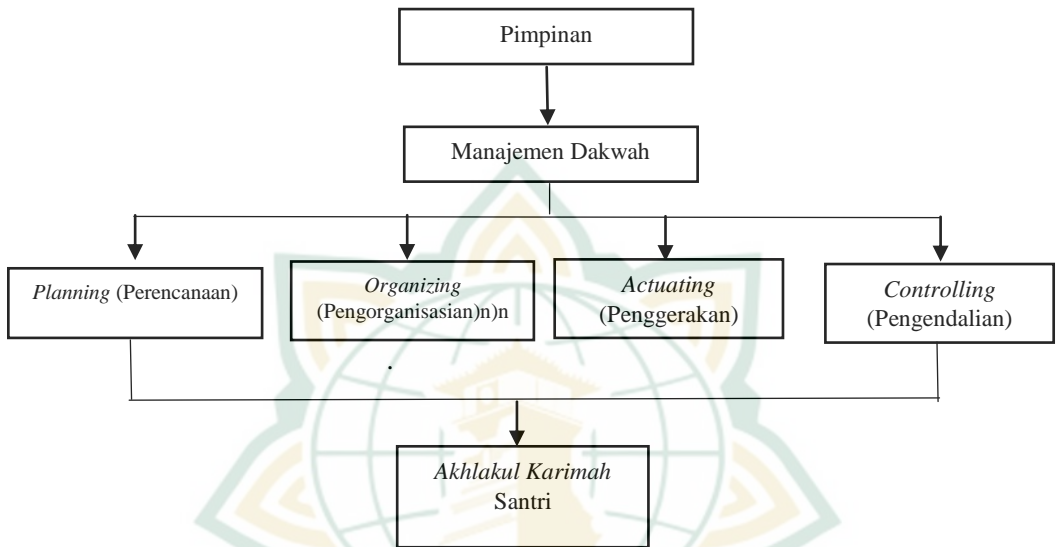 Pimpinan
Manajemen Dakwah
Planning (Perencanaan)
Organizing
(Pengorganisasian)n)n
Actuating
(Penggerakan)
Controlling
(Pengendalian)
.
Akhlakul Karimah
Santri